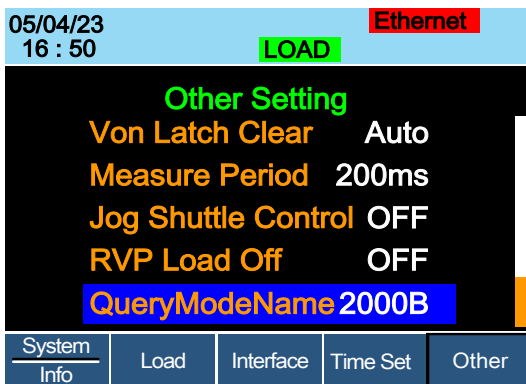 05/04/23
Ethernet
16 : 50
LOAD
Other Setting
Von Latch Clear Auto
Measure Period 200ms
Jog Shuttle Control OFF
RVP Load Off OFF
QueryModeName 2000B
System
Info
Load
Interface
Time Set
Other